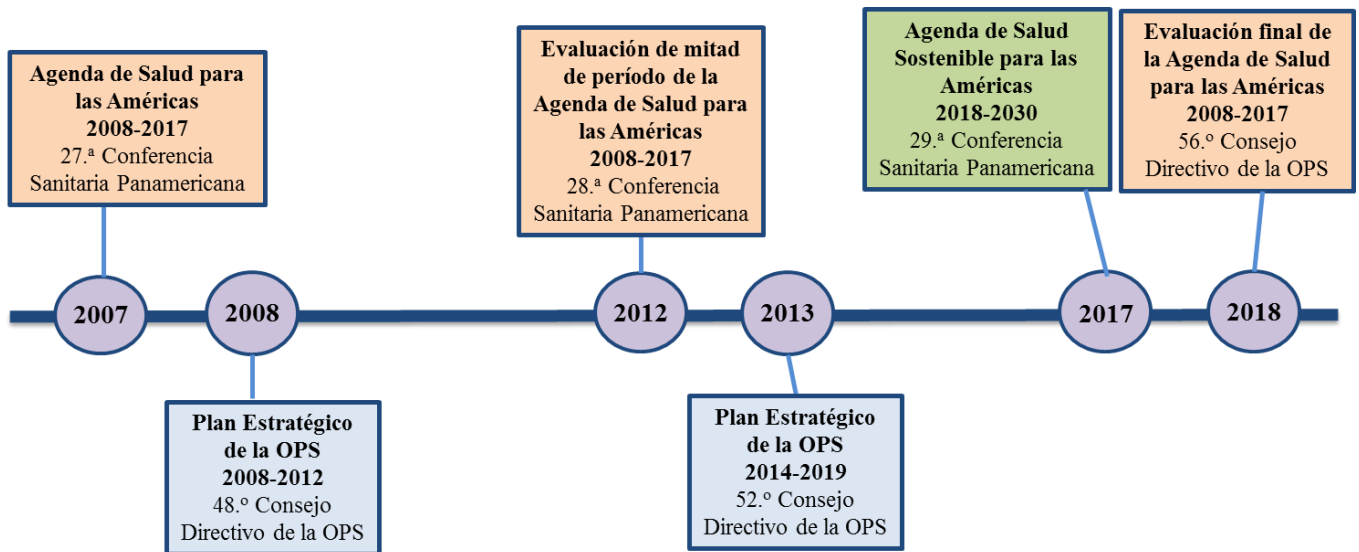 Agenda de Salud para
las Américas
2008-2017
27.ª Conferencia
Sanitaria Panamericana
Evaluación de mitad
de período de la
Agenda de Salud para
las Américas
2008-2017
28.ª Conferencia
Sanitaria Panamericana
Agenda de Salud
Sostenible para las
Américas
2018-2030
29.ª Conferencia
Sanitaria Panamericana
Evaluación final de
la Agenda de Salud
para las Américas
2008-2017
56.º Consejo
Directivo de la OPS
2007
2008
2012
2013
2017
2018
Plan Estratégico
de la OPS
2008-2012
48.º Consejo
Directivo de la OPS
Plan Estratégico
de la OPS
2014-2019
52.º Consejo
Directivo de la OPS